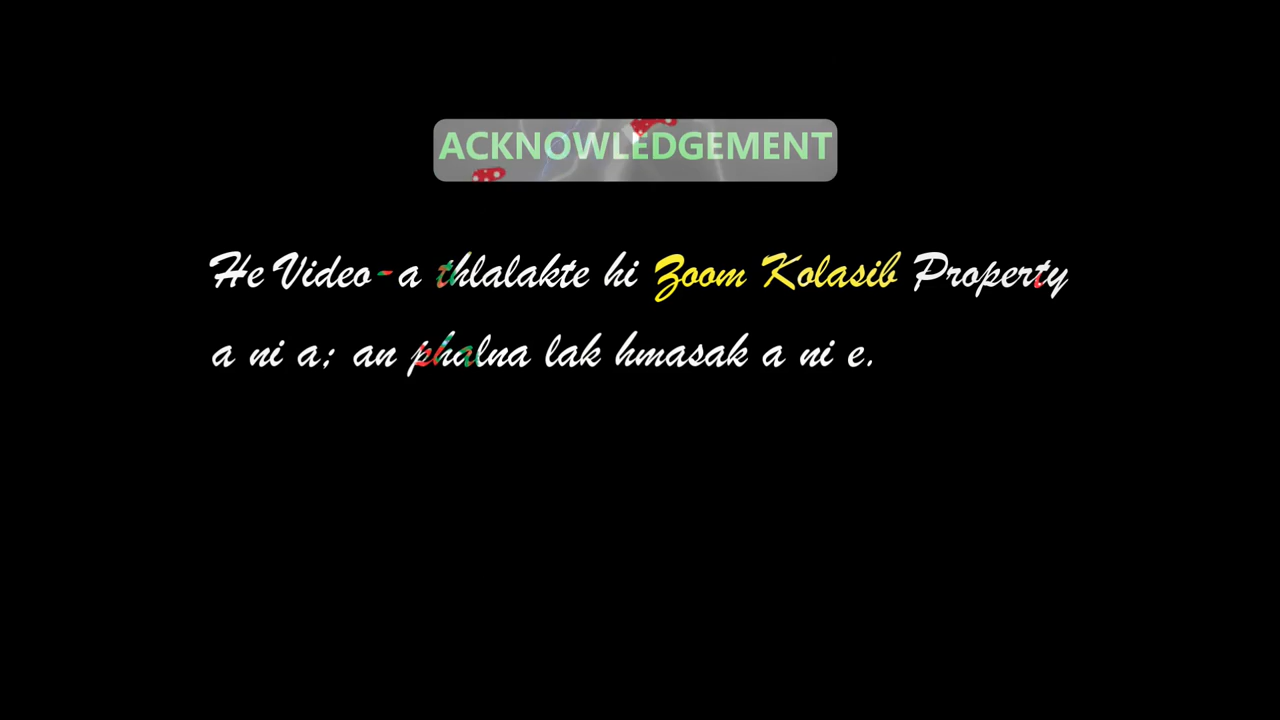 ACKNOWLEDGEMENT
He Video-a thlalakte hi Zoom Kolasib Property
a ni a; an phalna lak hmasak a ni e.